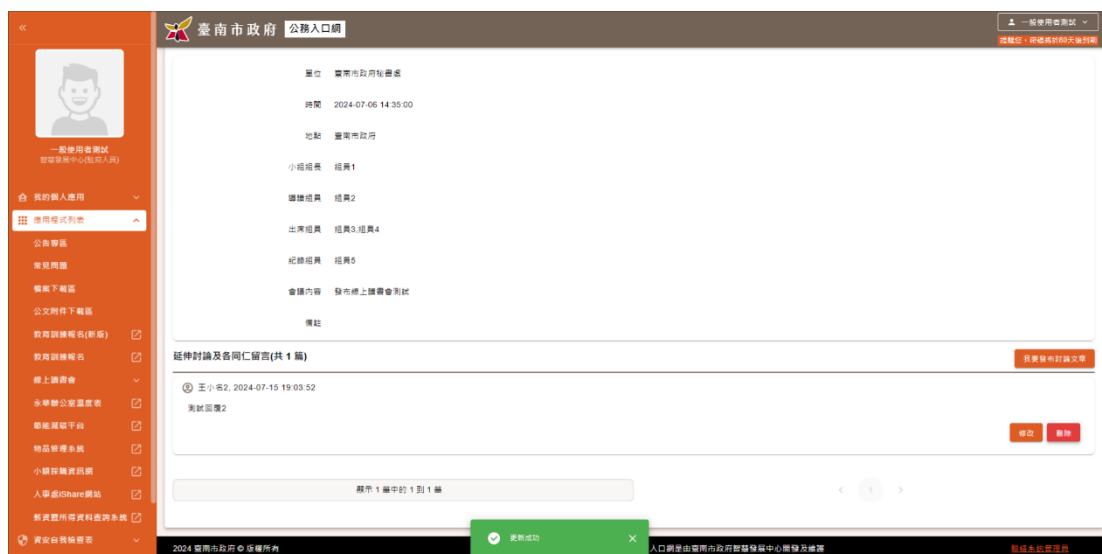 臺南市政府 公務入口網
一般使用者測試
提醒您，密碼將於60天後到期
一般使用者測試
智慧發展中心(駐府人員)
我的個人應用
應用程式列表
公告專區
常見問題
檔案下載區
公文附件下載區
教育訓練報名(新版)
教育訓練報名
線上讀書會
永華辦公室溫度表
節能減碳平台
物品管理系統
小額採購資訊網
人事處iShare網站
薪資暨所得資料查詢系統
資安自我檢查表
單位 臺南市政府秘書處
時間 2024-07-06 14:35:00
地點 臺南市政府
小組組長 組員1
導讀組員 組員2
出席組員 組員3,組員4
紀錄組員 組員5
會議內容 發布線上讀書會測試
備註
延伸討論及各同仁留言(共 1 篇)
我要發布討論文章
王小名2, 2024-07-15 19:03:52
測試回覆2
修改 刪除
顯示 1 筆中的 1 到 1 筆
1
更新成功
2024 臺南市政府 © 版權所有
人口網是由臺南市政府智慧發展中心開發及維護
聯絡系統管理員